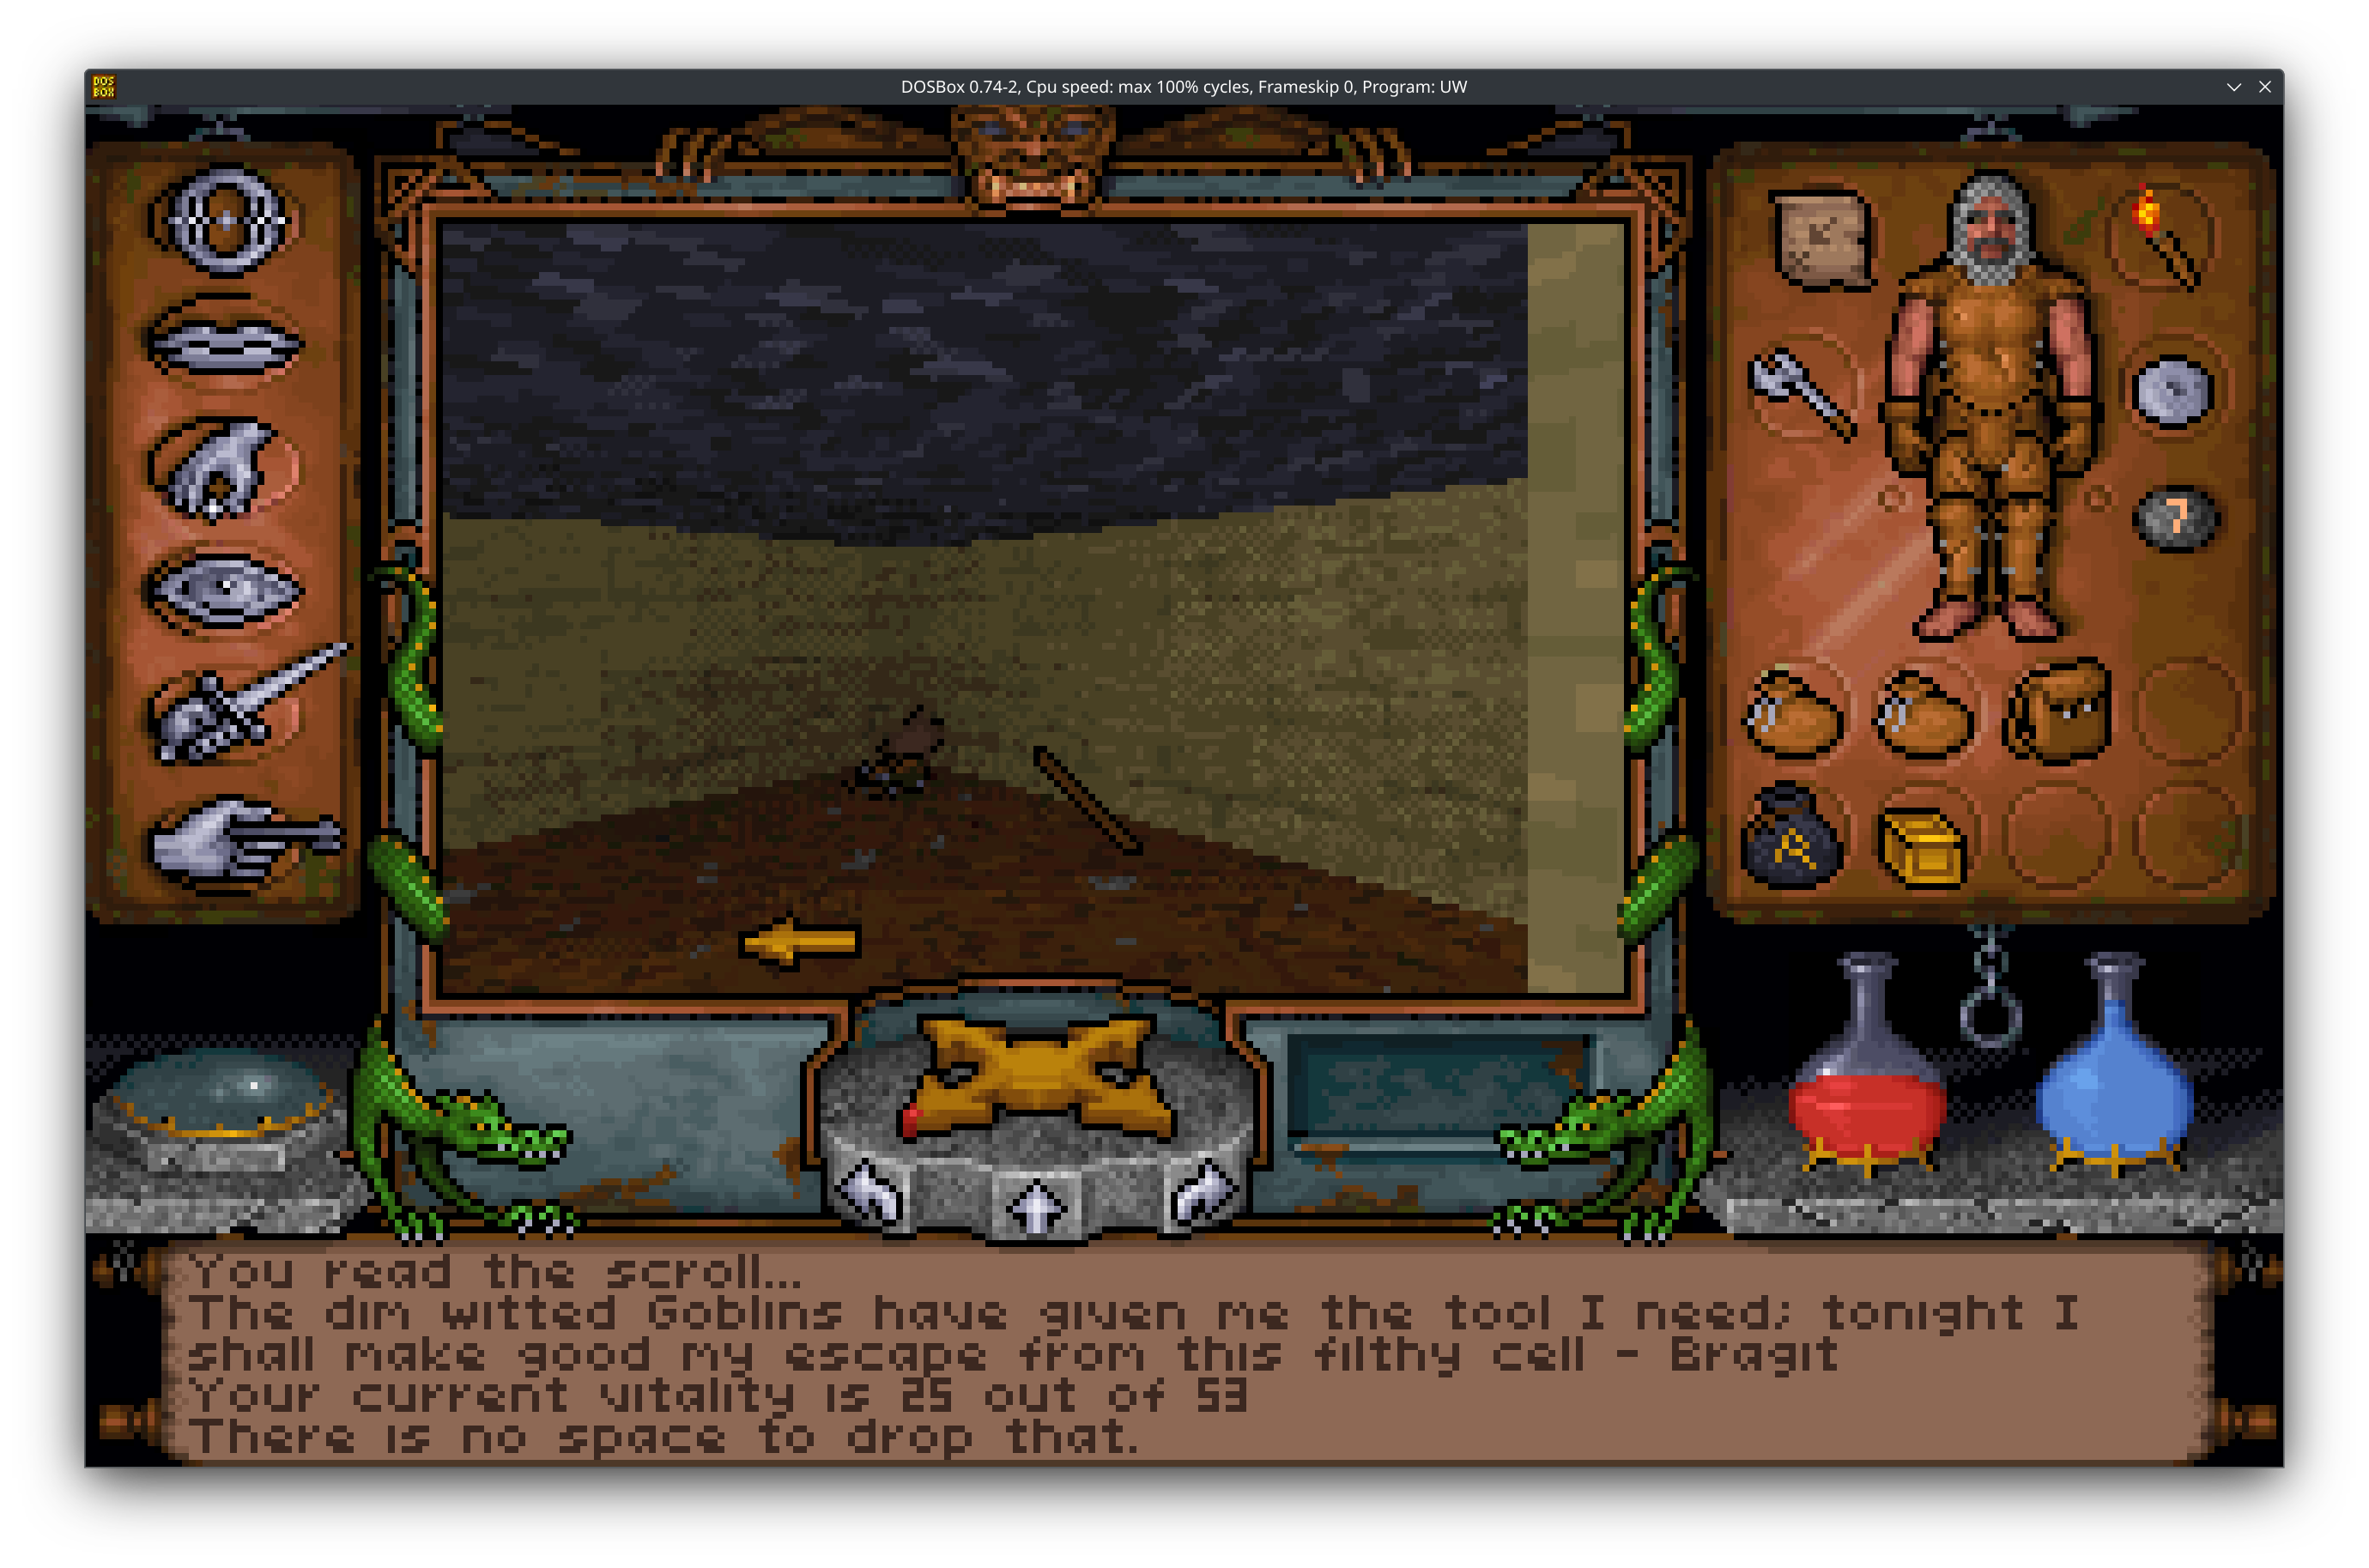 DOS
BOX
DOSBox 0.74-2, Cpu speed: max 100% cycles, Frameskip 0, Program: UW
You read the scroll...
The dim witted Goblins have given me the tool I need; tonight I
shall make good my escape from this filthy cell - Bragit
Your current vitality is 25 out of 53
There is no space to drop that.